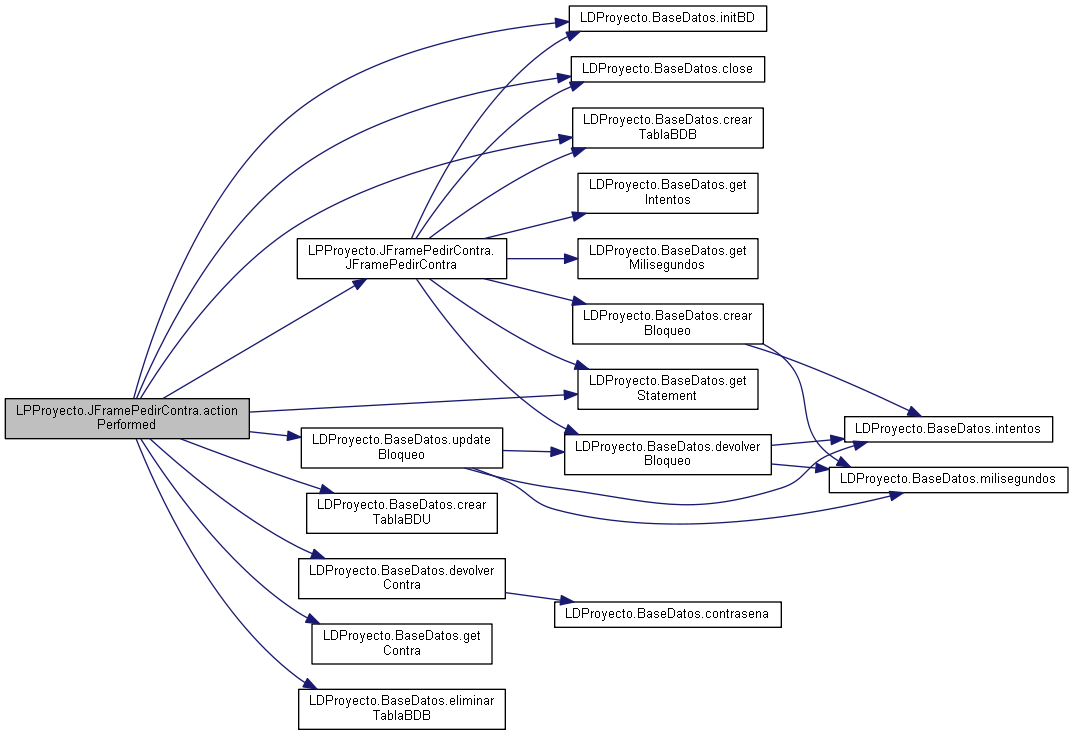 LDProyecto.BaseDatos.initBD
LDProyecto.BaseDatos.close
LDProyecto.BaseDatos.crear
TablaBDB
LDProyecto.BaseDatos.get
Intentos
LPProyecto.JFramePedirContra.
JFramePedirContra
LDProyecto.BaseDatos.get
Milisegundos
LDProyecto.BaseDatos.crear
Bloqueo
LDProyecto.BaseDatos.get
Statement
LPProyecto.JFramePedirContra.action
Performed
LDProyecto.BaseDatos.update
Bloqueo
LDProyecto.BaseDatos.devolver
Bloqueo
LDProyecto.BaseDatos.intentos
LDProyecto.BaseDatos.milisegundos
LDProyecto.BaseDatos.crear
TablaBDU
LDProyecto.BaseDatos.devolver
Contra
LDProyecto.BaseDatos.contrasena
LDProyecto.BaseDatos.get
Contra
LDProyecto.BaseDatos.eliminar
TablaBDB